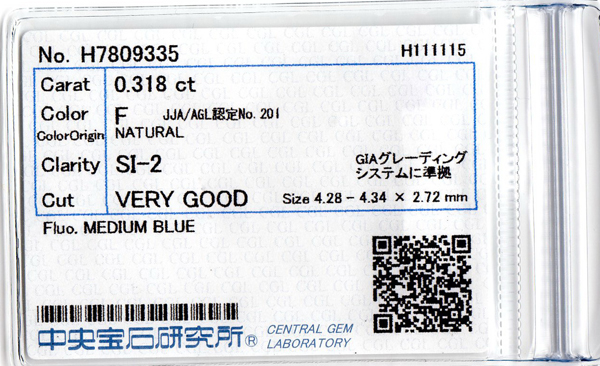 No. H7809335 H111115
Carat 0.318 ct
Color F JJA/AGL認定No. 201
ColorOrigin NATURAL
Clarity SI-2 GIAグレーディング
システムに準拠
Cut VERY GOOD Size 4.28 - 4.34 × 2.72 mm
Fluo. MEDIUM BLUE
中央宝石研究所® CENTRAL GEM
LABORATORY